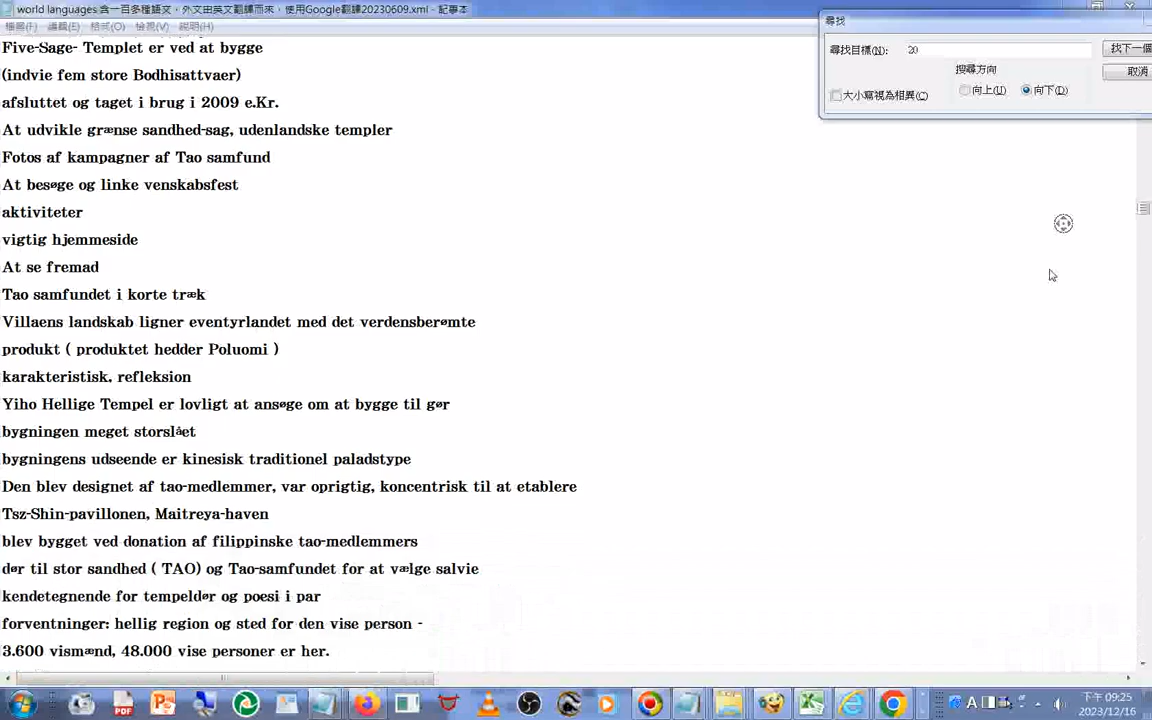 world languages 含一百多種語文，外文由英文翻譯而來，使用Google翻譯20230609.xml - 記事本
檔案(F) 編輯(E) 格式(O) 檢視(V) 說明(H)
尋找
尋找目標(N): 20
找下一個
搜尋方向
取消
大小寫視為相異(C)
向上(U) 向下(D)
Five-Sage- Templet er ved at bygge
(indvie fem store Bodhisattvaer)
afsluttet og taget i brug i 2009 e.Kr.
At udvikle grænse sandhed-sag, udenlandske templer
Fotos af kampagner af Tao samfund
At besøge og linke venskabsfest
aktiviteter
vigtig hjemmeside
At se fremad
Tao samfundet i korte træk
Villaens landskab ligner eventyrlandet med det verdensberømte
produkt ( produktet hedder Poluomi )
karakteristisk, refleksion
Yiho Hellige Tempel er lovligt at ansøge om at bygge til gør
bygningen meget storslået
bygningens udseende er kinesisk traditionel paladstype
Den blev designet af tao-medlemmer, var oprigtig, koncentrisk til at etablere
Tsz-Shin-pavillonen, Maitreya-haven
blev bygget ved donation af filippinske tao-medlemmers
dør til stor sandhed ( TAO) og Tao-samfundet for at vælge salvie
kendetegnende for tempeldør og poesi i par
forventninger: hellig region og sted for den vise person -
3.600 vismænd, 48.000 vise personer er her.
下午 09:25
2023/12/16